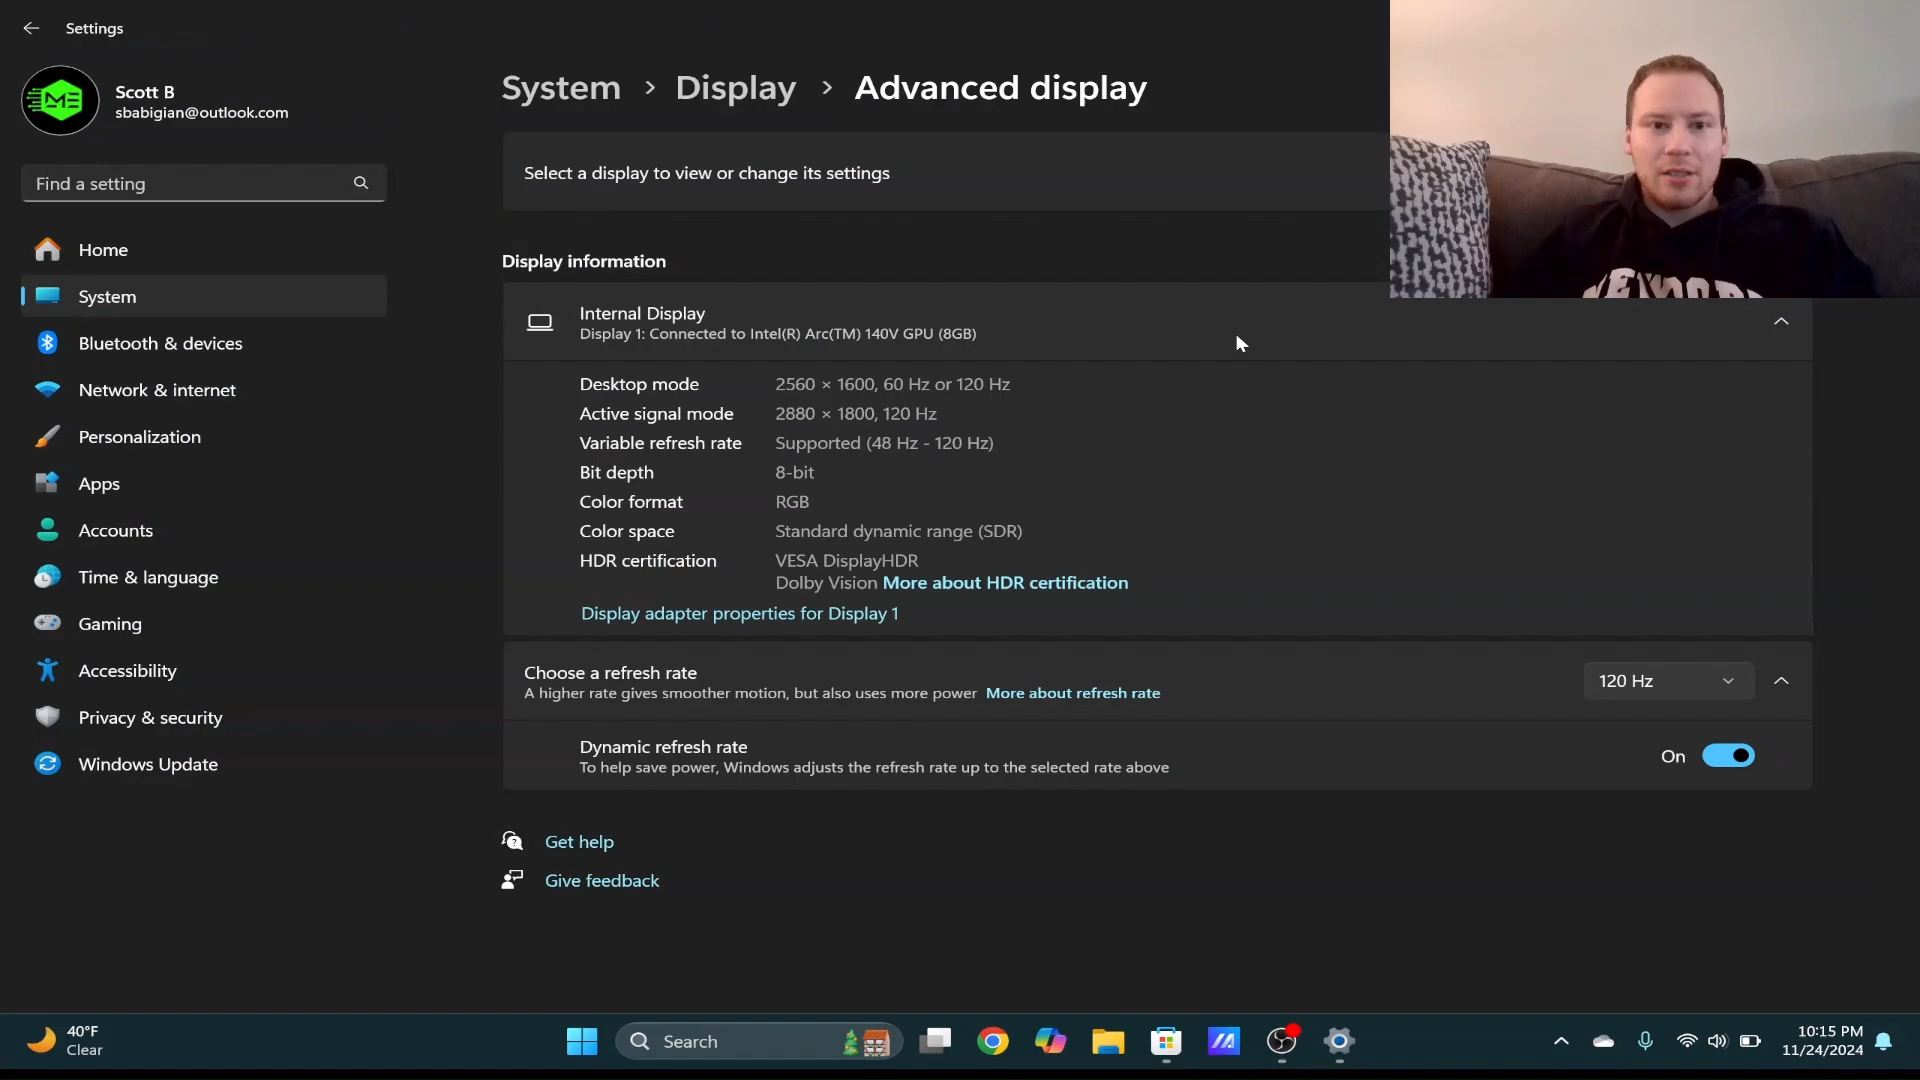 Settings
Scott B
sbabigian@outlook.com
Find a setting
Home
System
Bluetooth & devices
Network & internet
Personalization
Apps
Accounts
Time & language
Gaming
Accessibility
Privacy & security
Windows Update
System > Display > Advanced display
Select a display to view or change its settings
Display information
Internal Display
Display 1: Connected to Intel(R) Arc(TM) 140V GPU (8GB)
Desktop mode 2560 × 1600, 60 Hz or 120 Hz
Active signal mode 2880 × 1800, 120 Hz
Variable refresh rate Supported (48 Hz - 120 Hz)
Bit depth 8-bit
Color format RGB
Color space Standard dynamic range (SDR)
HDR certification VESA DisplayHDR
Dolby Vision More about HDR certification
Display adapter properties for Display 1
Choose a refresh rate
A higher rate gives smoother motion, but also uses more power More about refresh rate
120 Hz
Dynamic refresh rate
To help save power, Windows adjusts the refresh rate up to the selected rate above
On
Get help
Give feedback
40°F
Clear
Search
10:15 PM
11/24/2024